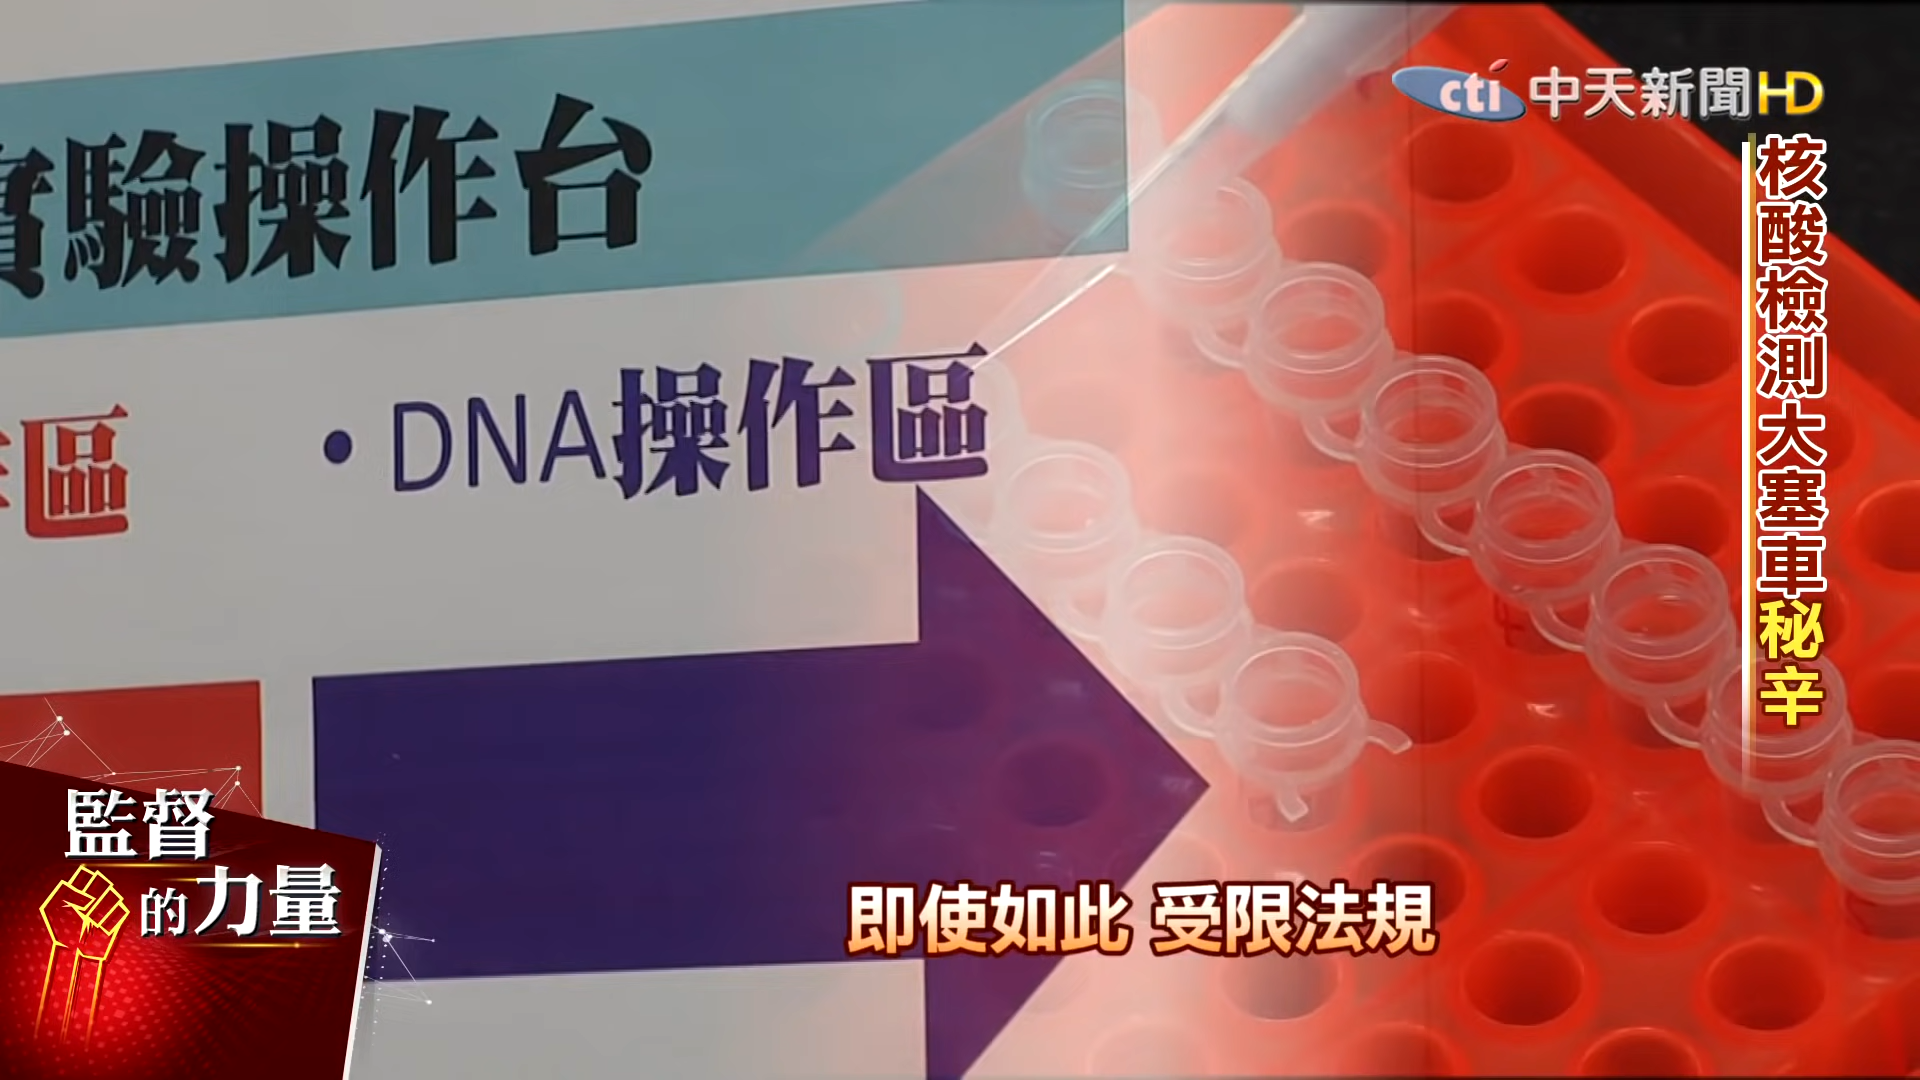 實驗操作台
cti 中天新聞HD
核酸檢測大塞車秘辛
作區
• DNA操作區
監督
的力量
即使如此 受限法規